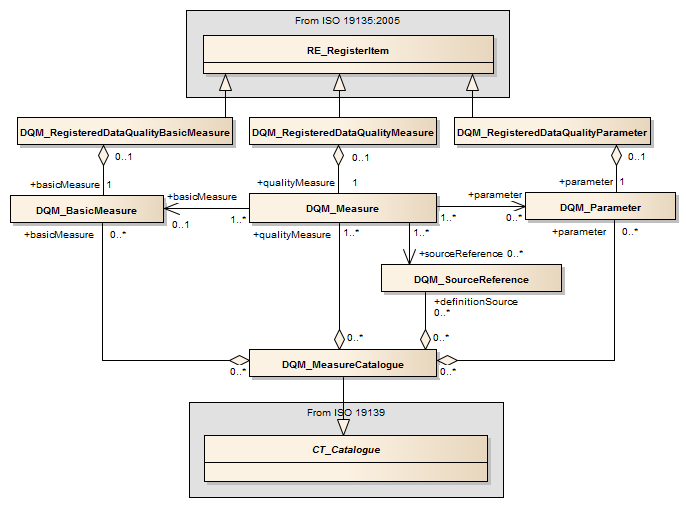 From ISO 19135:2005
RE_RegisterItem
DQM_RegisteredDataQualityBasicMeasure
DQM_RegisteredDataQualityMeasure
DQM_RegisteredDataQualityParameter
0..1
0..1
0..1
+basicMeasure 1
+qualityMeasure 1
+parameter 1
DQM_BasicMeasure
+basicMeasure
0..1
1..*
DQM_Measure
+parameter
1..*
0..*
DQM_Parameter
+basicMeasure 0..*
+qualityMeasure 1..*
1..*
+parameter 0..*
+sourceReference 0..*
DQM_SourceReference
+definitionSource
0..*
0..*
0..*
0..*
DQM_MeasureCatalogue
0..*
From ISO 19139
CT_Catalogue